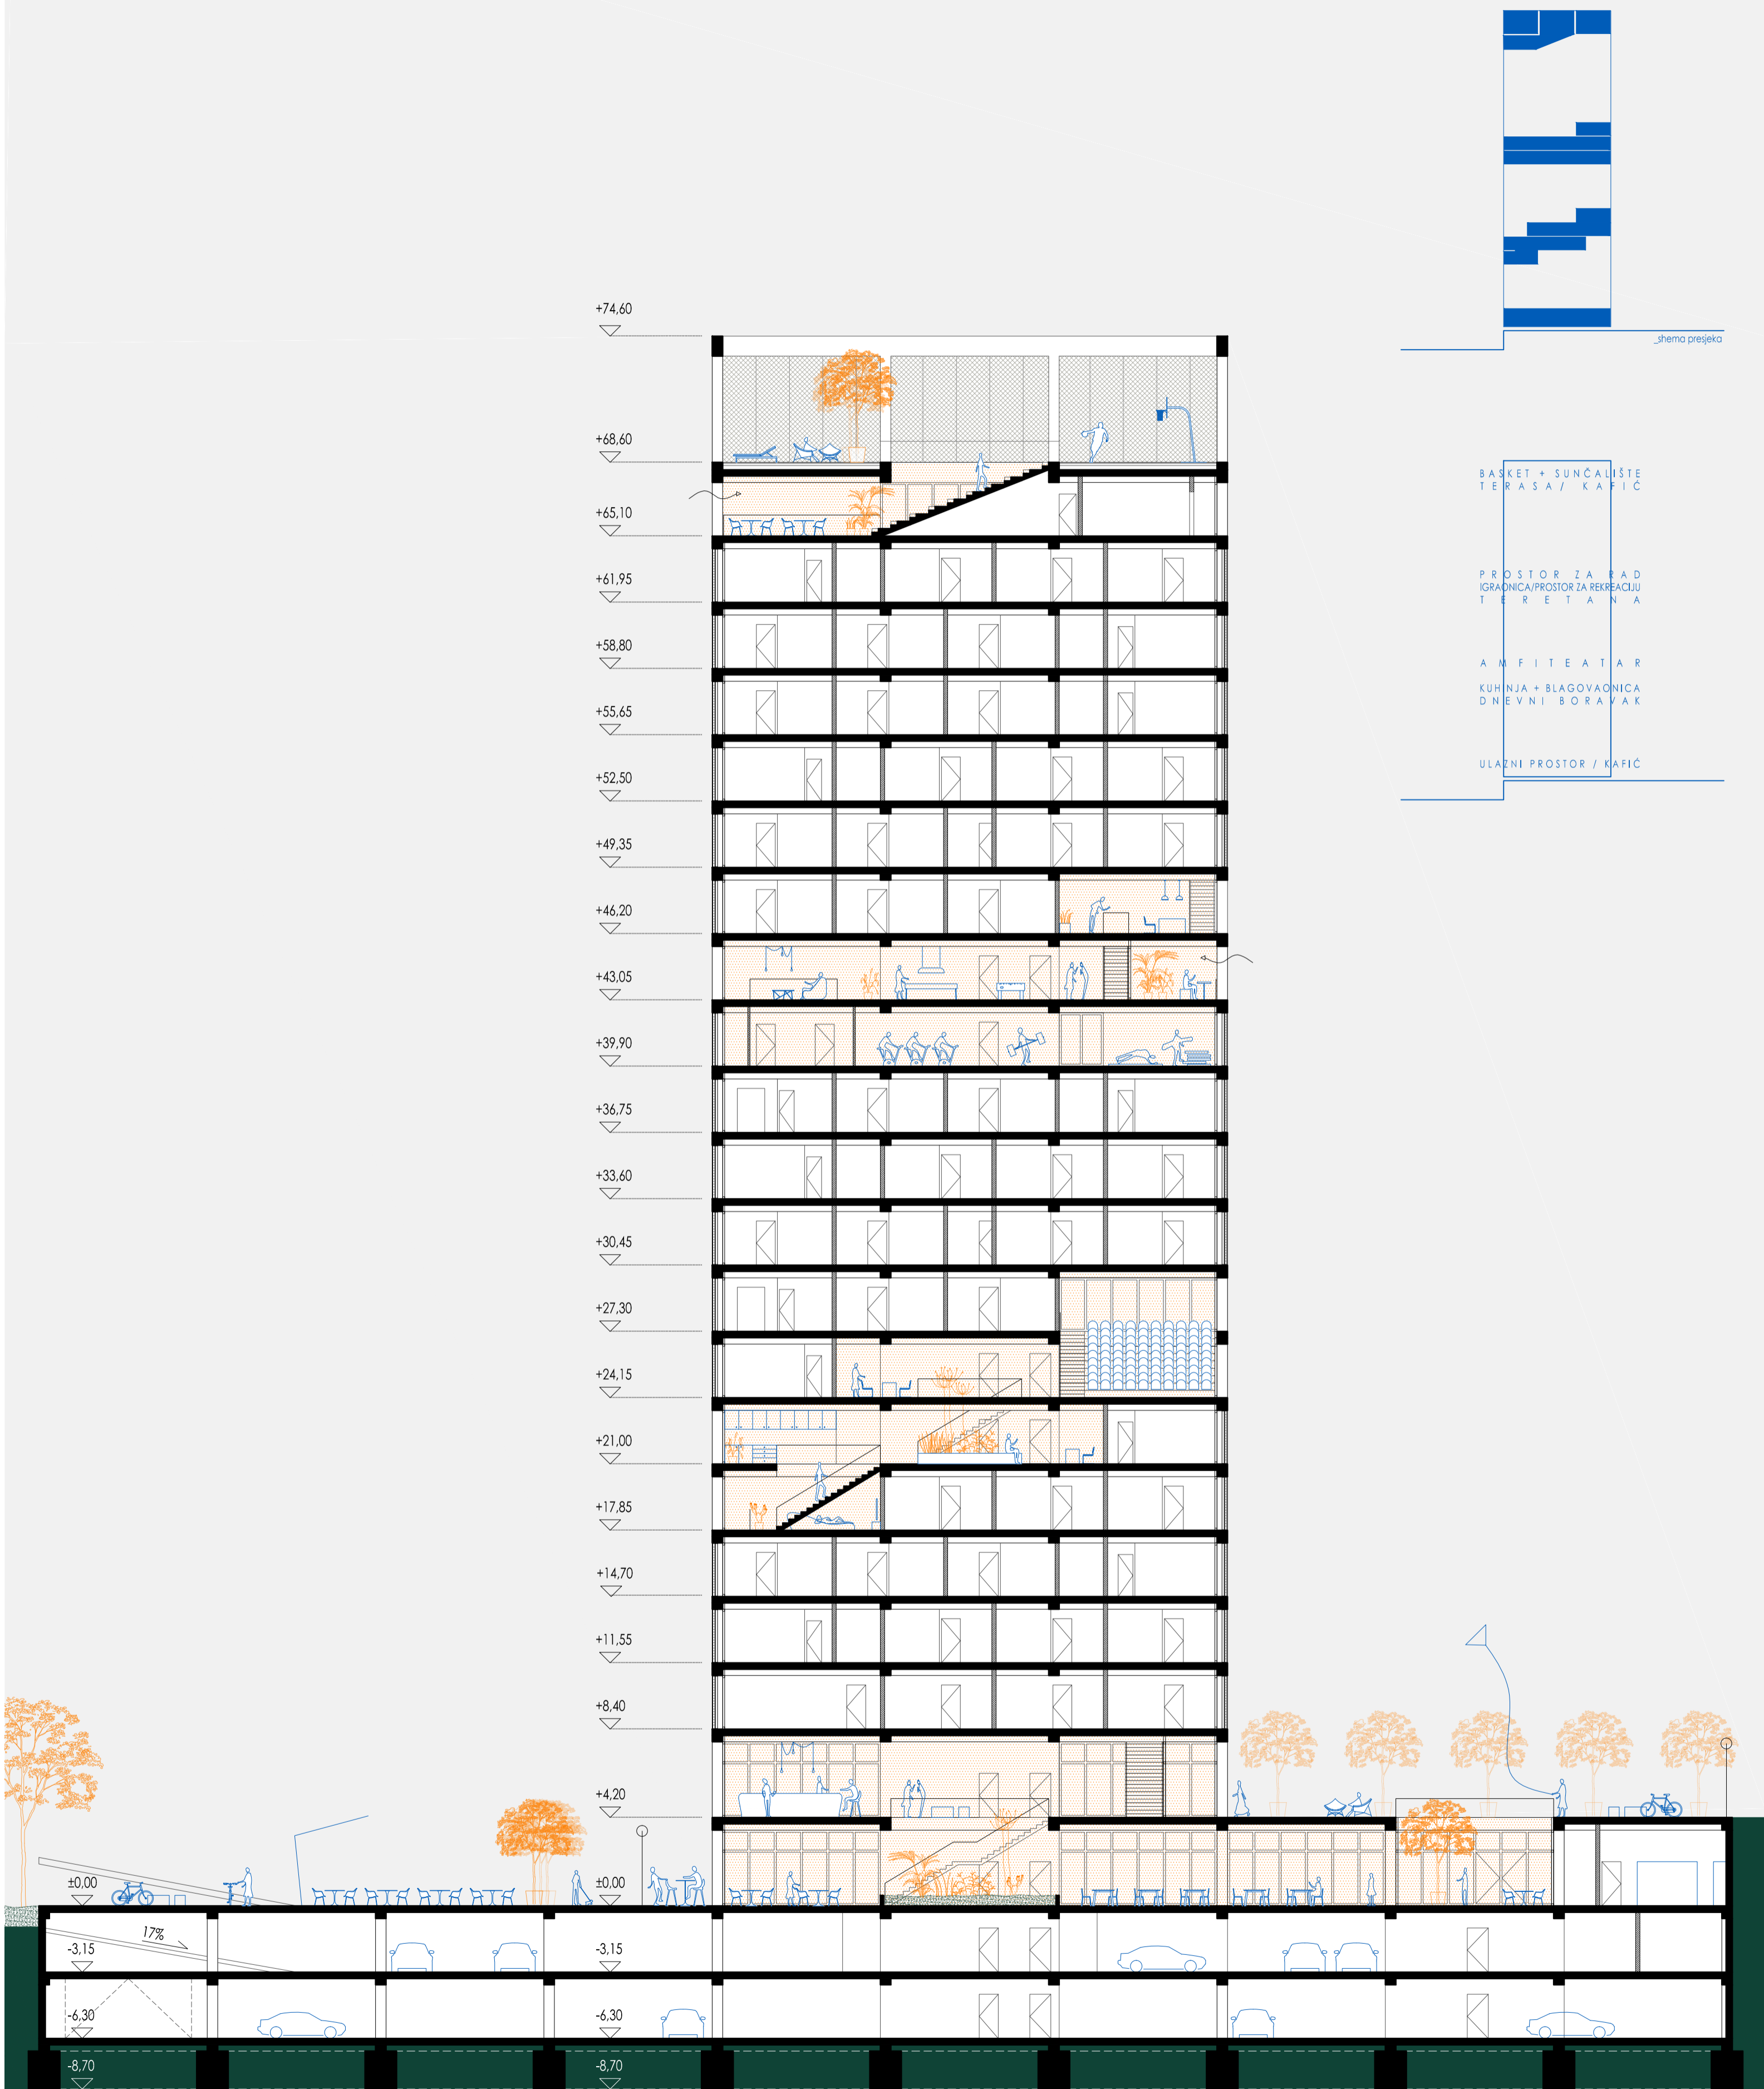 _shema presjeka
BASKET + SUNČALIŠTE
TERASA / KAFIĆ
PROSTOR ZA RAD
IGRAONICA/PROSTOR ZA REKREACIJU
TERETANA
AMFITEATAR
KUHINJA + BLAGOVAONICA
DNEVNI BORAVAK
ULAZNI PROSTOR / KAFIĆ
+74,60
+68,60
+65,10
+61,95
+58,80
+55,65
+52,50
+49,35
+46,20
+43,05
+39,90
+36,75
+33,60
+30,45
+27,30
+24,15
+21,00
+17,85
+14,70
+11,55
+8,40
+4,20
±0,00 ±0,00
17%
-3,15 -3,15
-6,30 -6,30
-8,70 -8,70